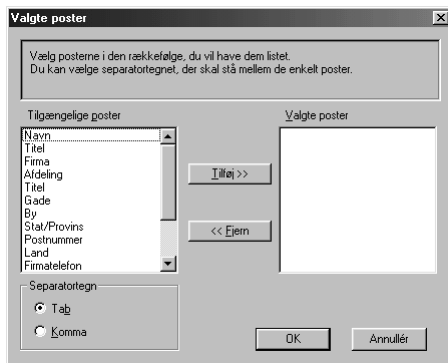 Valgte poster
Vælg posterne i den rækkefølge, du vil have dem listet.
Du kan vælge separatortegnet, der skal stå mellem de enkelt poster.
Tilgængelige poster
Valgte poster
Navn
Titel
Firma
Afdeling
Titel
Gade
By
Stat/Provins
Postnummer
Land
Firmatelefon
Tilføj >>
<< Fjern
Separatortegn
Tab
Komma
OK
Annullér